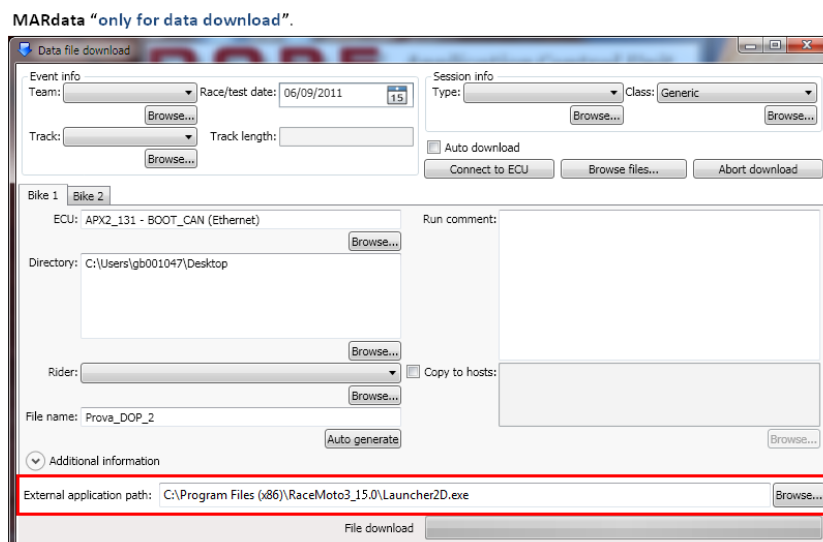 MARdata “only for data download”.
Data file download
Event info
Team:
Race/test date: 06/09/2011
15
Browse...
Track:
Track length:
Browse...
Session info
Type:
Class: Generic
Browse...
Browse...
Auto download
Connect to ECU
Browse files...
Abort download
Bike 1
Bike 2
ECU: APX2_131 - BOOT_CAN (Ethernet)
Browse...
Directory: C:\Users\gb001047\Desktop
Browse...
Rider:
Browse...
File name: Prova_DOP_2
Auto generate
Additional information
Run comment:
Copy to hosts:
Browse...
External application path: C:\Program Files (x86)\RaceMoto3_15.0\Launcher2D.exe
Browse...
File download